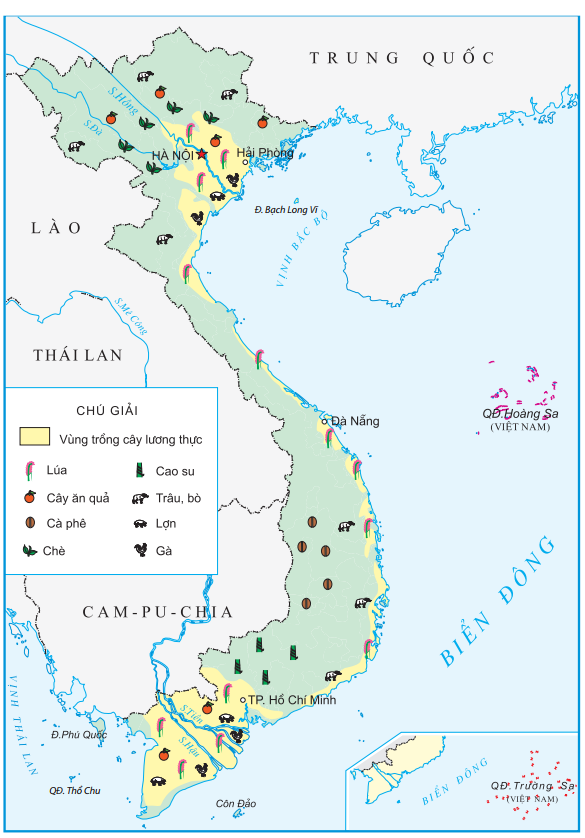 TRUNG QUỐC
S.Hồng
S.Đà
HÀ NỘI
Hải Phòng
Đ. Bạch Long Vĩ
LÀO
VỊNH BẮC BỘ
S.Mê Công
THÁI LAN
QĐ.Hoàng Sa
(VIỆT NAM)
Đà Nẵng
CHÚ GIẢI
Vùng trồng cây lương thực
Lúa
Cao su
Cây ăn quả
Trâu, bò
Cà phê
Lợn
Chè
Gà
BIỂN ĐÔNG
CAM-PU-CHIA
TP. Hồ Chí Minh
S.Tiền
S.Hậu
VỊNH THÁI LAN
Đ.Phú Quốc
QĐ. Thổ Chu
Côn Đảo
BIỂN ĐÔNG
QĐ.Trường Sa
(VIỆT NAM)